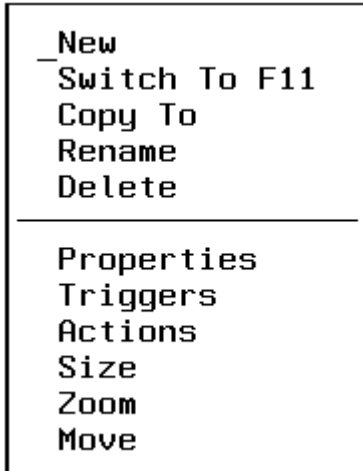 New
Switch To F11
Copy To
Rename
Delete
Properties
Triggers
Actions
Size
Zoom
Move